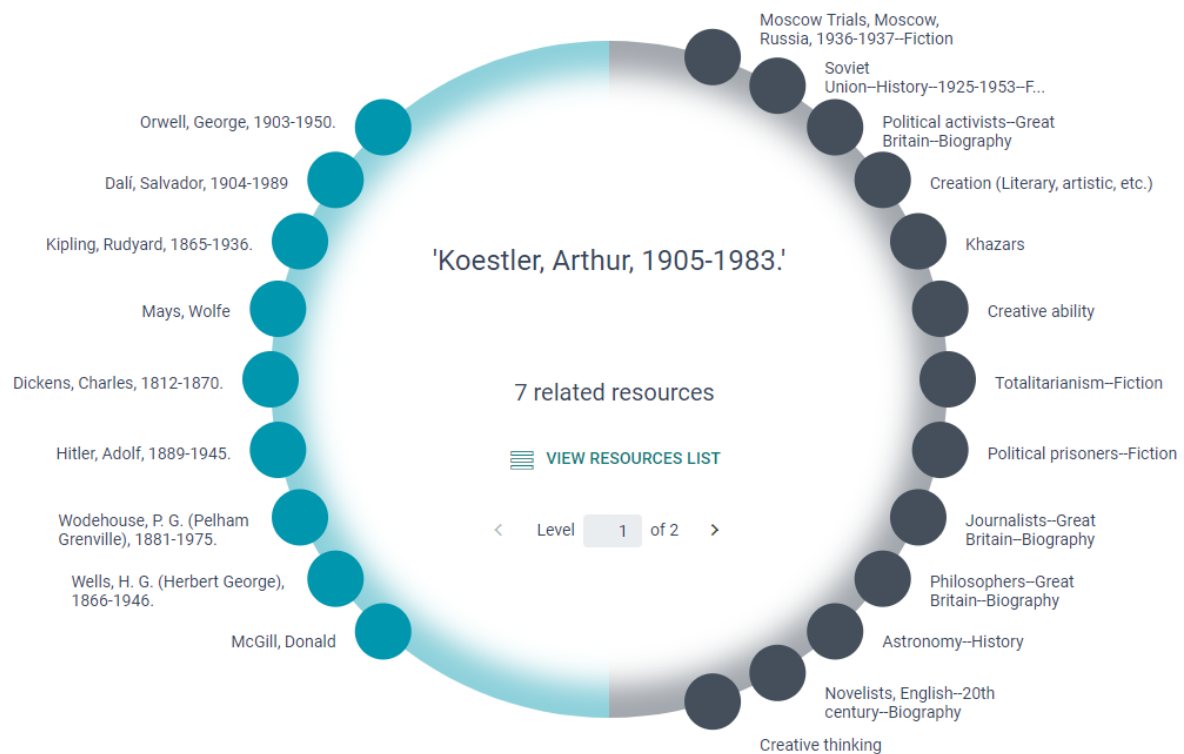 Orwell, George, 1903-1950.
Dalí, Salvador, 1904-1989
Kipling, Rudyard, 1865-1936.
Mays, Wolfe
Dickens, Charles, 1812-1870.
Hitler, Adolf, 1889-1945.
Wodehouse, P. G. (Pelham
Grenville), 1881-1975.
Wells, H. G. (Herbert George),
1866-1946.
McGill, Donald
'Koestler, Arthur, 1905-1983.'
7 related resources
VIEW RESOURCES LIST
Level 1 of 2
Moscow Trials, Moscow,
Russia, 1936-1937--Fiction
Soviet
Union--History--1925-1953--F...
Political activists--Great
Britain--Biography
Creation (Literary, artistic, etc.)
Khazars
Creative ability
Totalitarianism--Fiction
Political prisoners--Fiction
Journalists--Great
Britain--Biography
Philosophers--Great
Britain--Biography
Astronomy--History
Novelists, English--20th
century--Biography
Creative thinking